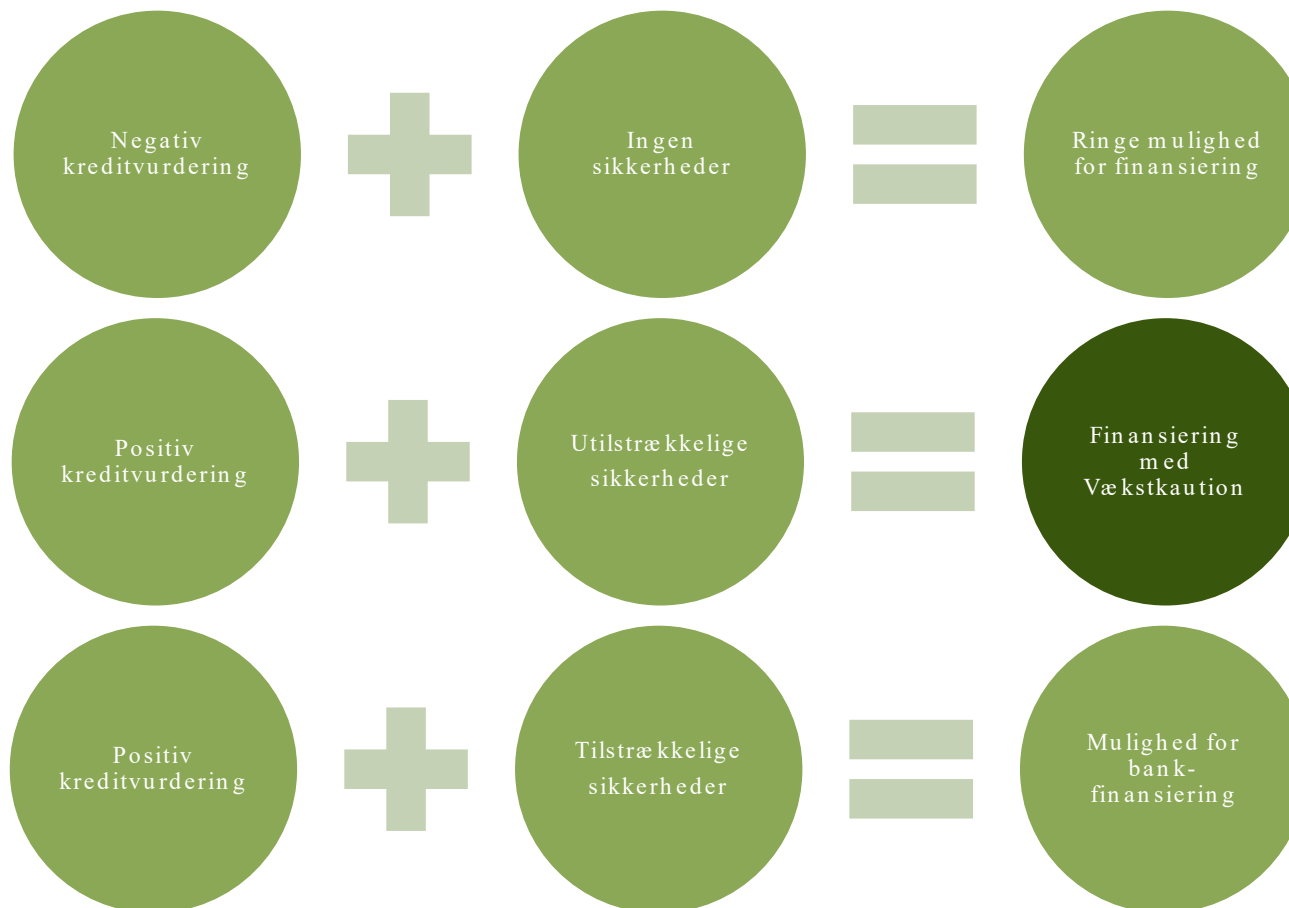 Negativ
kreditvurdering
Ingen
sikkerheder
Ringe mulighed
for finansiering
Positiv
kreditvurdering
Utilstrækkelige
sikkerheder
Finansiering
med
Vækstkaution
Positiv
kreditvurdering
Tilstrækkelige
sikkerheder
Mulighed for
bank-
finansiering